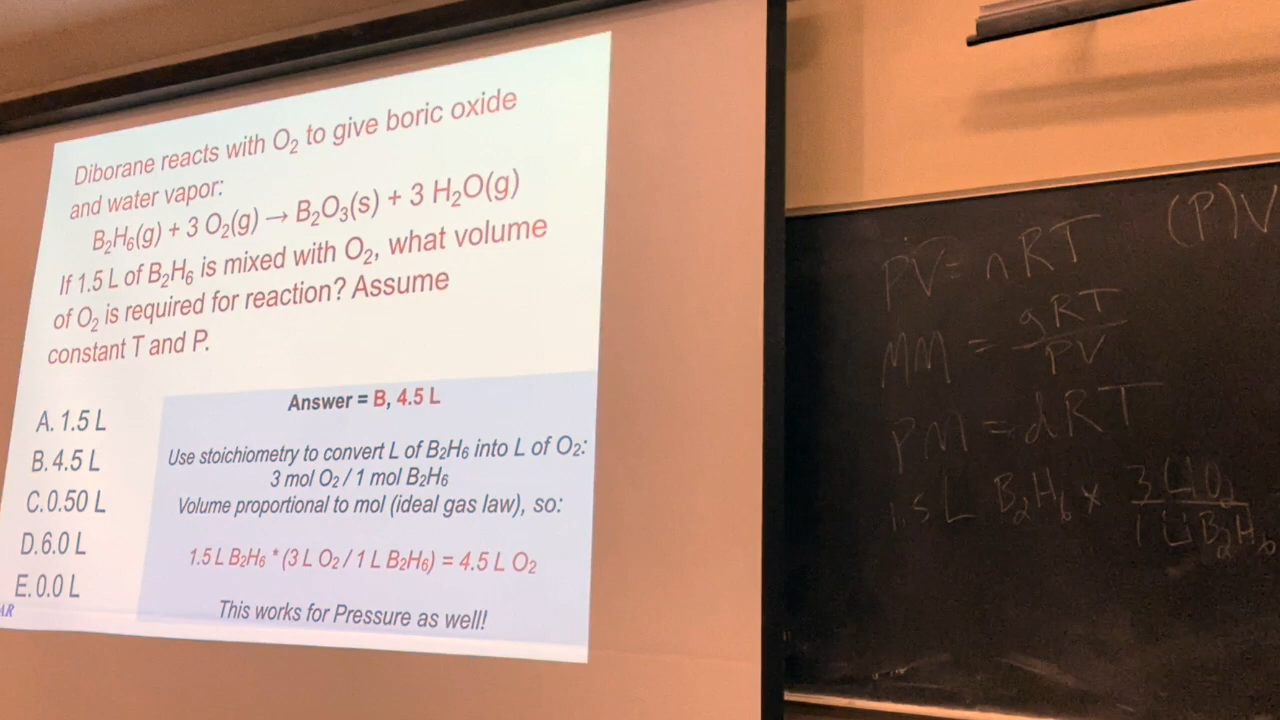 Diborane reacts with O₂ to give boric oxide
and water vapor:
B₂H₆(g) + 3 O₂(g) → B₂O₃(s) + 3 H₂O(g)
If 1.5 L of B₂H₆ is mixed with O₂, what volume
of O₂ is required for reaction? Assume
constant T and P.
A. 1.5 L
B. 4.5 L
C. 0.50 L
D. 6.0 L
E. 0.0 L
AR
Answer = B, 4.5 L
Use stoichiometry to convert L of B₂H₆ into L of O₂:
3 mol O₂ / 1 mol B₂H₆
Volume proportional to mol (ideal gas law), so:
1.5 L B₂H₆ * (3 L O₂ / 1 L B₂H₆) = 4.5 L O₂
This works for Pressure as well!
PV = nRT
(P)V
MM = gRT / PV
PM = dRT
1.5 L B₂H₆ × 3 O₂ / 1 B₂H₆